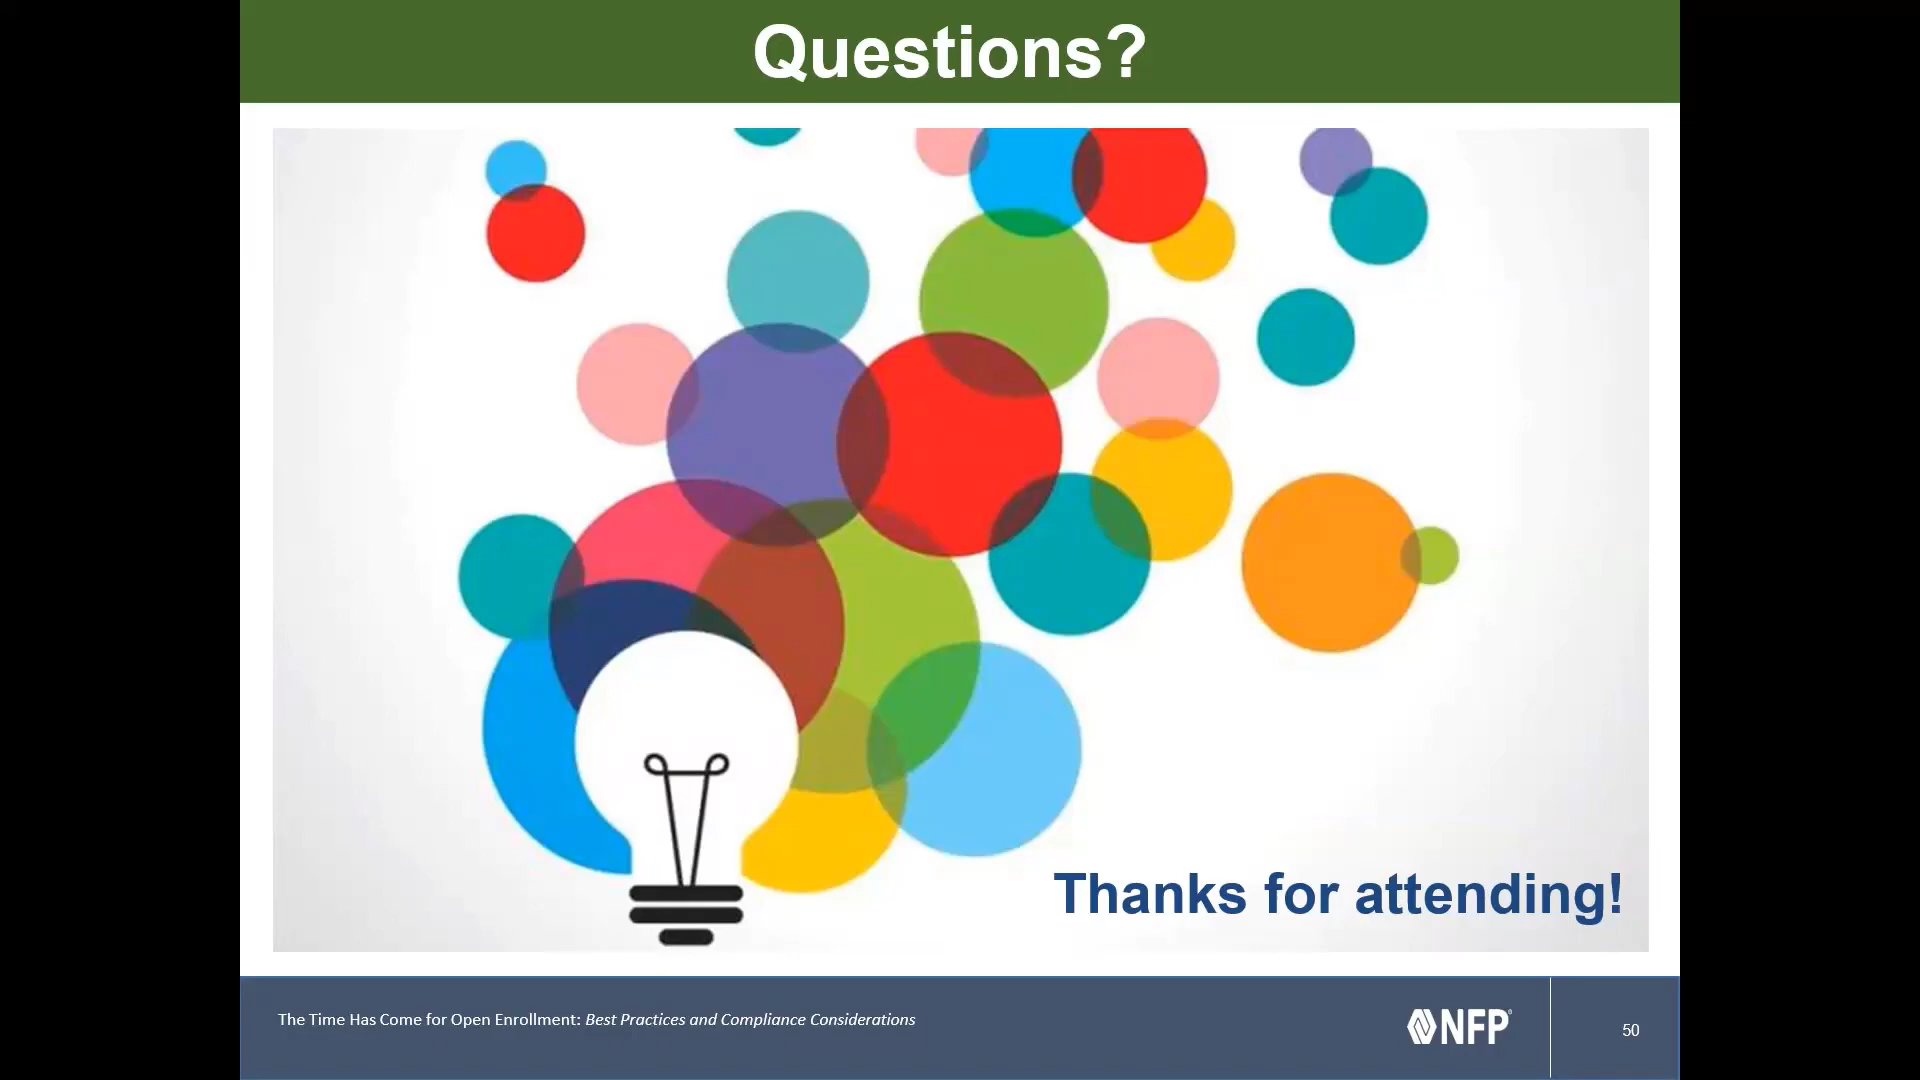 Questions?
Thanks for attending!
The Time Has Come for Open Enrollment: Best Practices and Compliance Considerations
NFP
50